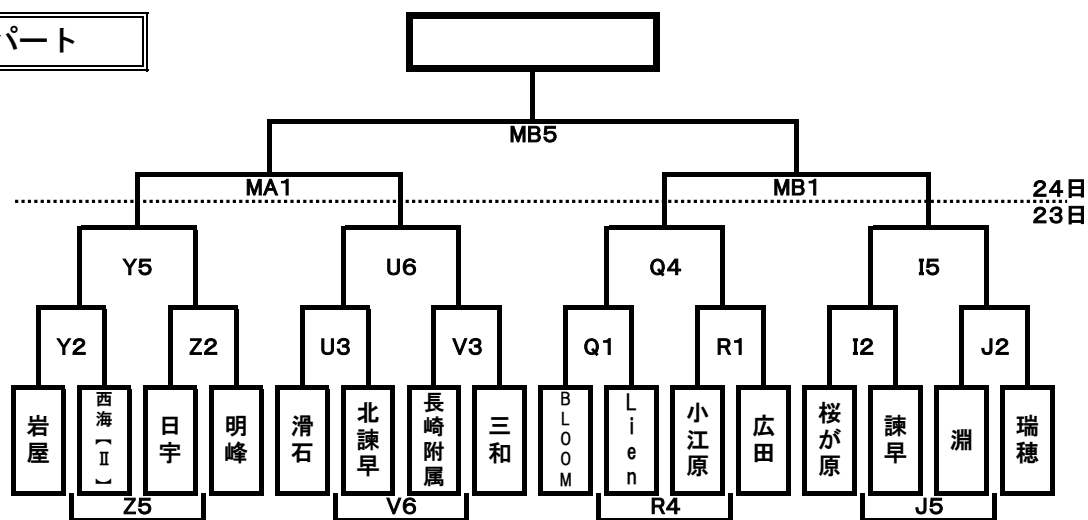 パート
MB5
MA1
MB1
24日
23日
Y5
U6
Q4
I5
Y2
Z2
U3
V3
Q1
R1
I2
J2
岩屋
西海【Ⅱ】
日宇
明峰
滑石
北諫早
長崎附属
三和
BLOOM
Lien
小江原
広田
桜が原
諫早
淵
瑞穂
Z5
V6
R4
J5